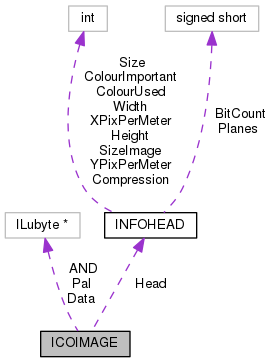 int
signed short
Size
ColourImportant
ColourUsed
Width
XPixPerMeter
Height
SizeImage
YPixPerMeter
Compression
BitCount
Planes
ILubyte *
INFOHEAD
AND
Pal
Data
Head
ICOIMAGE